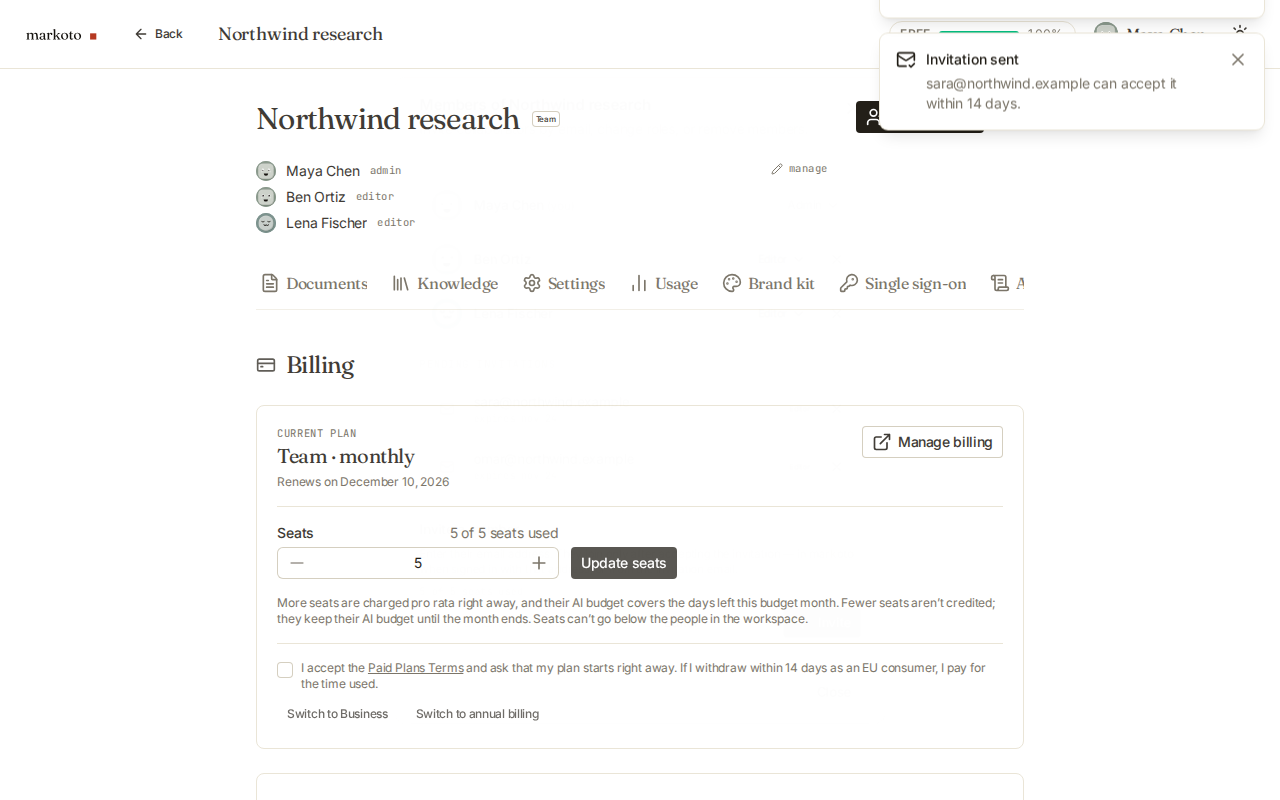 markoto
Back
Northwind research
Invitation sent
sara@northwind.example can accept it
within 14 days.
Northwind research
Team
Maya Chen admin
manage
Ben Ortiz editor
Lena Fischer editor
Documents
Knowledge
Settings
Usage
Brand kit
Single sign-on
Billing
CURRENT PLAN
Team · monthly
Renews on December 10, 2026
Manage billing
Seats
5 of 5 seats used
5
Update seats
More seats are charged pro rata right away, and their AI budget covers the days left this budget month. Fewer seats aren't credited;
they keep their AI budget until the month ends. Seats can't go below the people in the workspace.
I accept the Paid Plans Terms and ask that my plan starts right away. If I withdraw within 14 days as an EU consumer, I pay for
the time used.
Switch to Business
Switch to annual billing